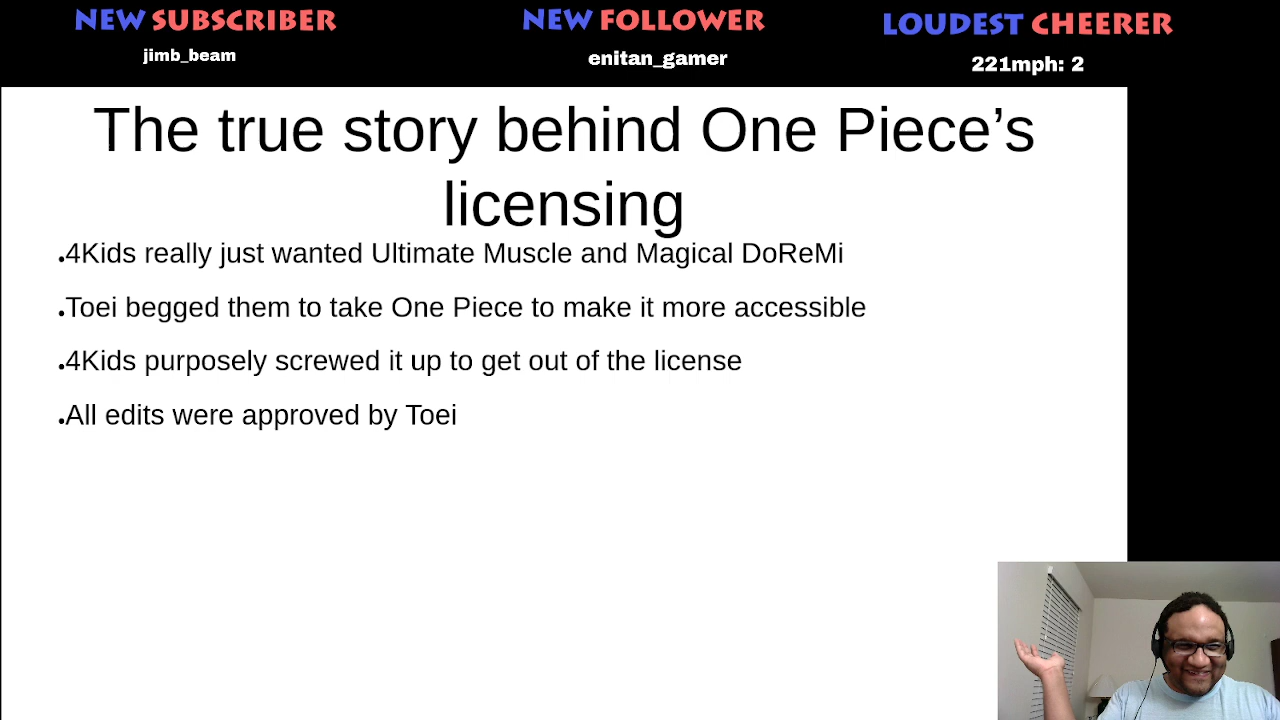 NEW SUBSCRIBER
jimb_beam
NEW FOLLOWER
enitan_gamer
LOUDEST CHEERER
221mph: 2
The true story behind One Piece’s
licensing
●4Kids really just wanted Ultimate Muscle and Magical DoReMi
●Toei begged them to take One Piece to make it more accessible
●4Kids purposely screwed it up to get out of the license
●All edits were approved by Toei